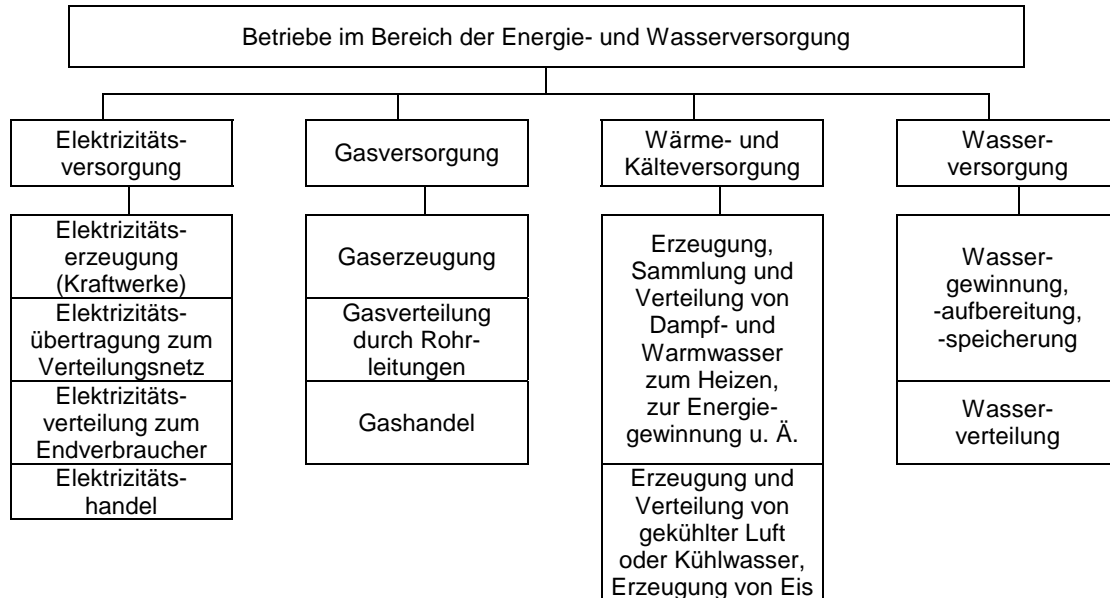 Betriebe im Bereich der Energie- und Wasserversorgung
Elektrizitäts-
versorgung
Gasversorgung
Wärme- und
Kälteversorgung
Wasser-
versorgung
Elektrizitäts-
erzeugung
(Kraftwerke)
Elektrizitäts-
übertragung zum
Verteilungsnetz
Elektrizitäts-
verteilung zum
Endverbraucher
Elektrizitäts-
handel
Gaserzeugung
Gasverteilung
durch Rohr-
leitungen
Gashandel
Erzeugung,
Sammlung und
Verteilung von
Dampf- und
Warmwasser
zum Heizen,
zur Energie-
gewinnung u. Ä.
Erzeugung und
Verteilung von
gekühlter Luft
oder Kühlwasser,
Erzeugung von Eis
Wasser-
gewinnung,
-aufbereitung,
-speicherung
Wasser-
verteilung